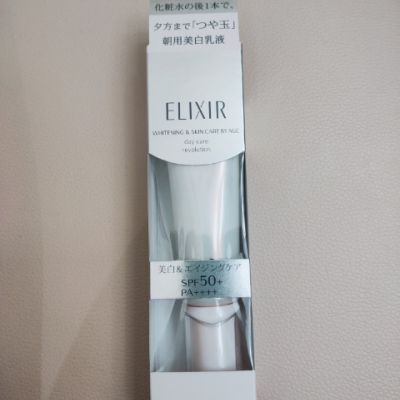 化粧水の後1本で、
夕方まで「つや玉」
朝用美白乳液
ELIXIR
WHITENING & SKIN CARE BY AGE
day care
revolution
美白&エイジングケア
SPF50+
PA++++